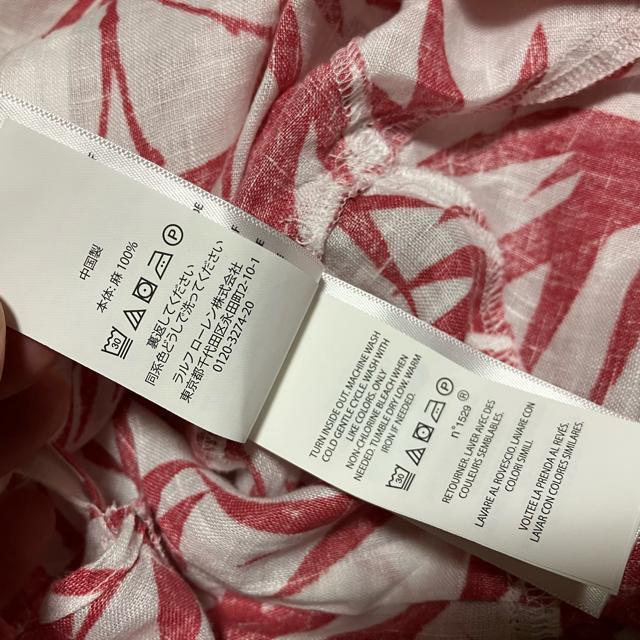 中国製
本体: 麻 100%
30 P
裏返してください
同系色どうしで洗ってください
ラルフ ローレン株式会社
東京都千代田区永田町2-10-1
0120-3274-20
TURN INSIDE OUT. MACHINE WASH
COLD GENTLE CYCLE. WASH WITH
LIKE COLORS. ONLY
NON-CHLORINE BLEACH WHEN
NEEDED. TUMBLE DRY LOW. WARM
IRON IF NEEDED.
30 P
n°1529 ®
RETOURNER. LAVER AVEC DES
COULEURS SEMBLABLES.
LAVARE AL ROVESCIO. LAVARE CON
COLORI SIMILI.
VOLTEE LA PRENDA AL REVÉS.
LAVAR CON COLORES SIMILARES.